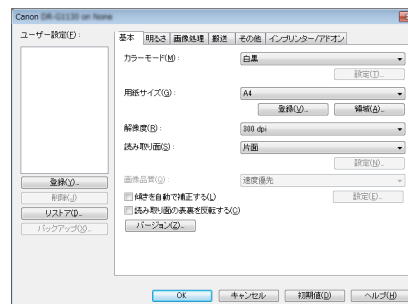 Canon DR-G1130 on None
ユーザー設定(F):
登録(Y)...
削除(J)
リストア(I)...
バックアップ(X)...
基本
明るさ
画像処理
搬送
その他
インプリンター/アドオン
カラーモード(M):
白黒
設定(T)...
用紙サイズ(G):
A4
登録(V)...
領域(A)...
解像度(R):
300 dpi
読み取り面(S):
片面
設定(N)...
画像品質(Q):
速度優先
傾きを自動で補正する(L)
設定(E)...
読み取り面の表裏を反転する(C)
バージョン(Z)...
OK
キャンセル
初期値(D)
ヘルプ(H)